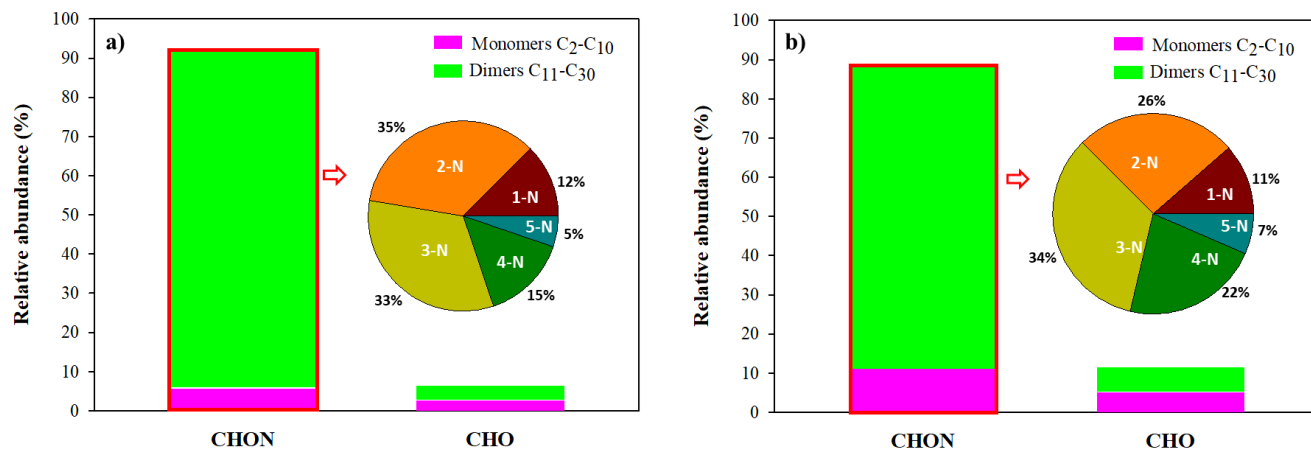 a)
Relative abundance (%)
100
90
80
70
60
50
40
30
20
10
0
Monomers C₂-C₁₀
Dimers C₁₁-C₃₀
35%
2-N
12%
1-N
5%
5-N
15%
4-N
33%
3-N
CHON CHO
b)
Relative abundance (%)
100
90
80
70
60
50
40
30
20
10
0
Monomers C₂-C₁₀
Dimers C₁₁-C₃₀
26%
2-N
11%
1-N
7%
5-N
22%
4-N
34%
3-N
CHON CHO